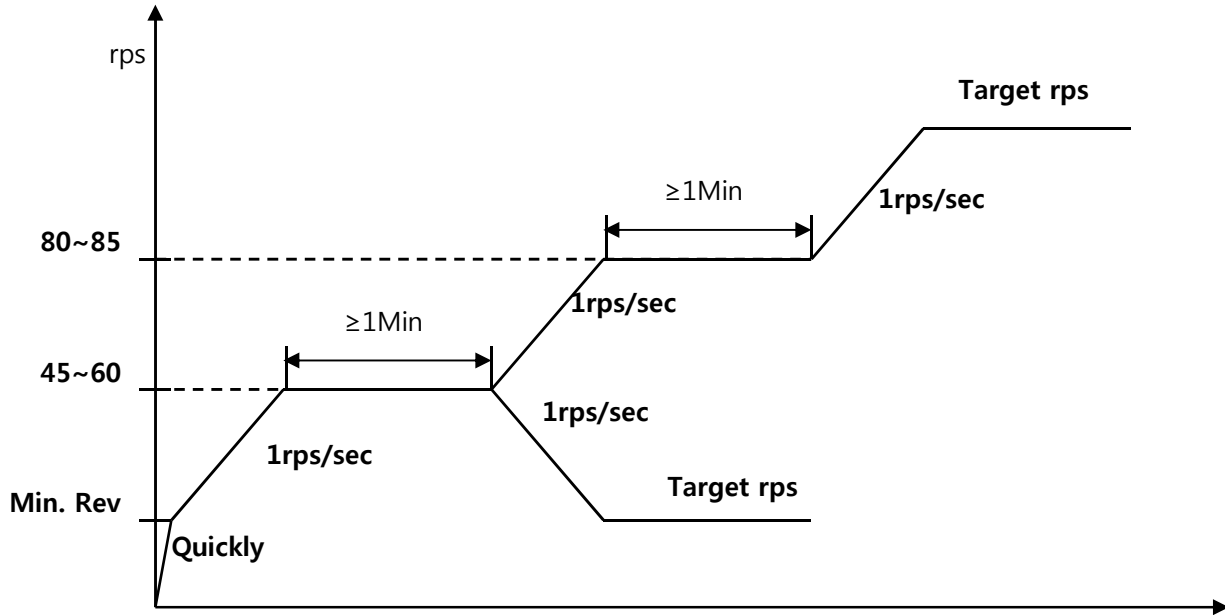 rps
Target rps
≥1Min
1rps/sec
80~85
1rps/sec
≥1Min
45~60
1rps/sec
1rps/sec
Target rps
Min. Rev
Quickly